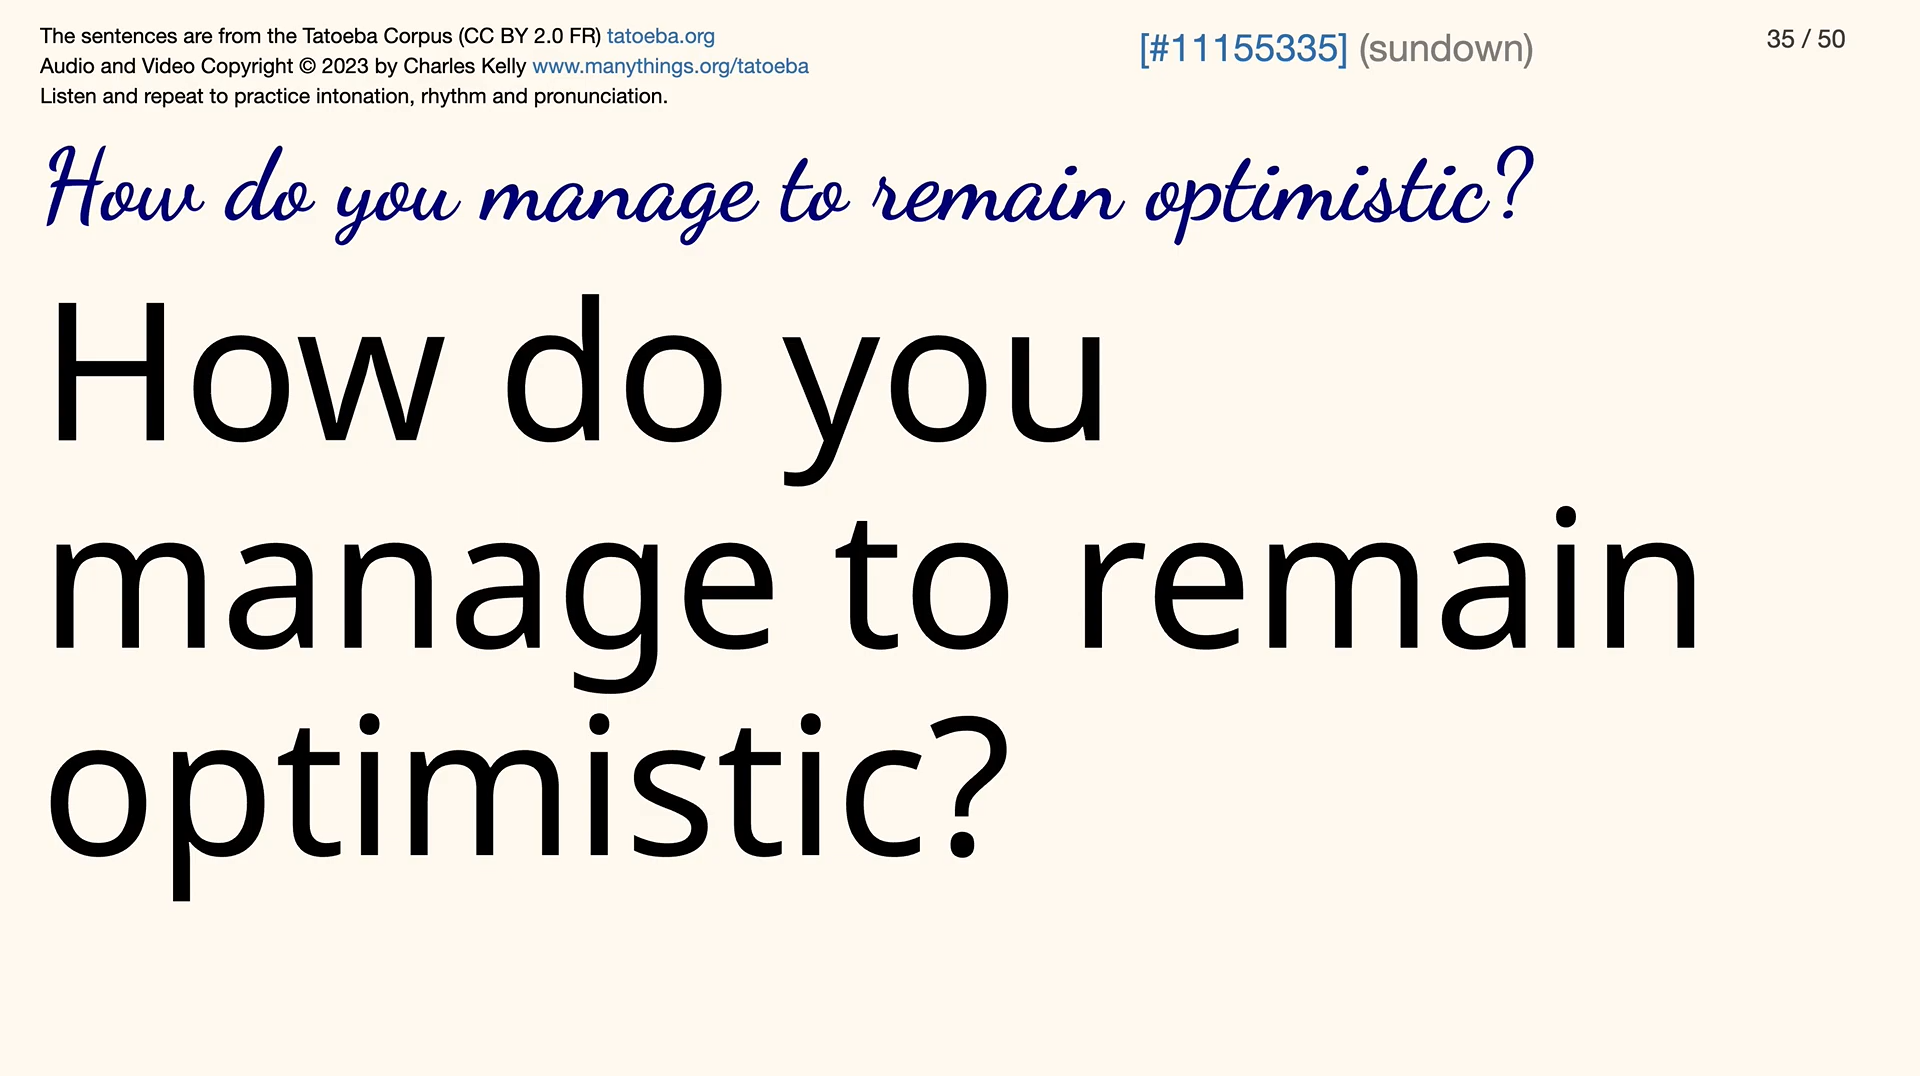 The sentences are from the Tatoeba Corpus (CC BY 2.0 FR) tatoeba.org
Audio and Video Copyright © 2023 by Charles Kelly www.manythings.org/tatoeba
Listen and repeat to practice intonation, rhythm and pronunciation.
[#11155335] (sundown)
35 / 50
How do you manage to remain optimistic?
How do you
manage to remain
optimistic?